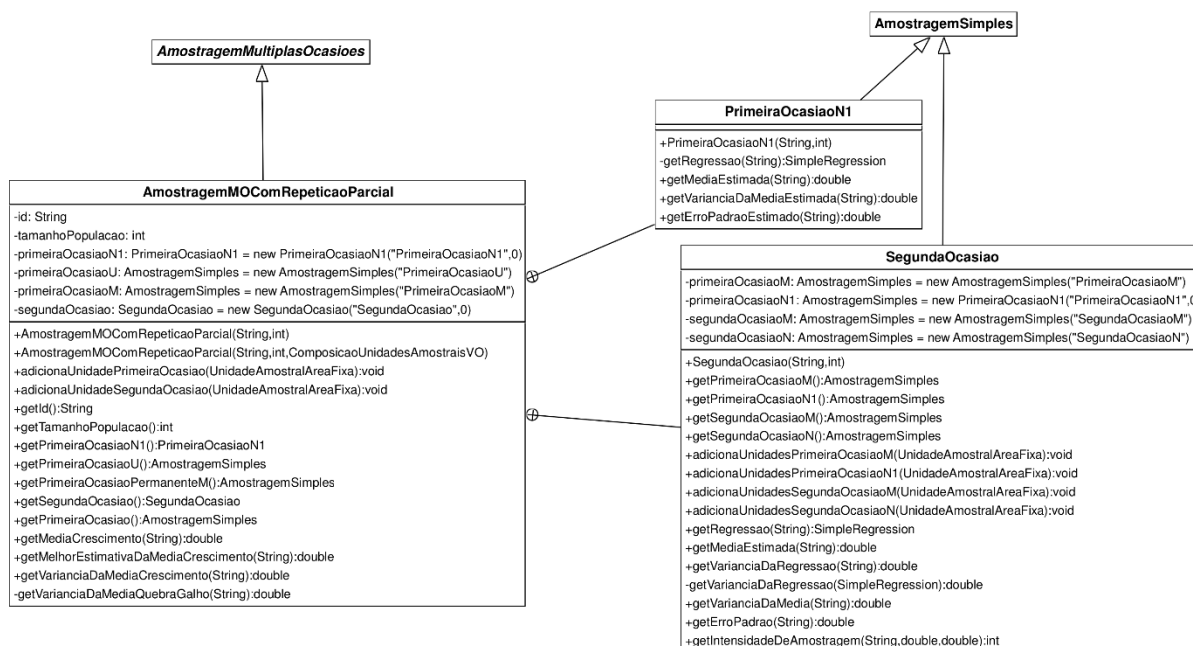 AmostragemSimples
AmostragemMultiplasOcasioes
PrimeiraOcasiaoN1
+PrimeiraOcasiaoN1(String,int)
-getRegressao(String):SimpleRegression
+getMediaEstimada(String):double
+getVarianciaDaMediaEstimada(String):double
+getErroPadraoEstimado(String):double
AmostragemMOComRepeticaoParcial
-id: String
-tamanhoPopulacao: int
-primeiraOcasiaoN1: PrimeiraOcasiaoN1 = new PrimeiraOcasiaoN1("PrimeiraOcasiaoN1",0)
-primeiraOcasiaoU: AmostragemSimples = new AmostragemSimples("PrimeiraOcasiaoU")
-primeiraOcasiaoM: AmostragemSimples = new AmostragemSimples("PrimeiraOcasiaoM")
-segundaOcasiao: SegundaOcasiao = new SegundaOcasiao("SegundaOcasiao",0)
+AmostragemMOComRepeticaoParcial(String,int)
+AmostragemMOComRepeticaoParcial(String,int,ComposicaoUnidadesAmostraisVO)
+adicionaUnidadePrimeiraOcasiao(UnidadeAmostralAreaFixa):void
+adicionaUnidadeSegundaOcasiao(UnidadeAmostralAreaFixa):void
+getId():String
+getTamanhoPopulacao():int
+getPrimeiraOcasiaoN1():PrimeiraOcasiaoN1
+getPrimeiraOcasiaoU():AmostragemSimples
+getPrimeiraOcasiaoPermanenteM():AmostragemSimples
+getSegundaOcasiao():SegundaOcasiao
+getPrimeiraOcasiao():AmostragemSimples
+getMediaCrescimento(String):double
+getMelhorEstimativaDaMediaCrescimento(String):double
+getVarianciaDaMediaCrescimento(String):double
-getVarianciaDaMediaQuebraGalho(String):double
SegundaOcasiao
-primeiraOcasiaoM: AmostragemSimples = new AmostragemSimples("PrimeiraOcasiaoM")
-primeiraOcasiaoN1: AmostragemSimples = new PrimeiraOcasiaoN1("PrimeiraOcasiaoN1",0
-segundaOcasiaoM: AmostragemSimples = new AmostragemSimples("SegundaOcasiaoM")
-segundaOcasiaoN: AmostragemSimples = new AmostragemSimples("SegundaOcasiaoN")
+SegundaOcasiao(String,int)
+getPrimeiraOcasiaoM():AmostragemSimples
+getPrimeiraOcasiaoN1():AmostragemSimples
+getSegundaOcasiaoM():AmostragemSimples
+getSegundaOcasiaoN():AmostragemSimples
+adicionaUnidadesPrimeiraOcasiaoM(UnidadeAmostralAreaFixa):void
+adicionaUnidadesPrimeiraOcasiaoN1(UnidadeAmostralAreaFixa):void
+adicionaUnidadesSegundaOcasiaoM(UnidadeAmostralAreaFixa):void
+adicionaUnidadesSegundaOcasiaoN(UnidadeAmostralAreaFixa):void
+getRegressao(String):SimpleRegression
+getMediaEstimada(String):double
+getVarianciaDaRegressao(String):double
-getVarianciaDaRegressao(SimpleRegression):double
+getVarianciaDaMedia(String):double
+getErroPadrao(String):double
+getIntensidadeDeAmostragem(String,double,double):int